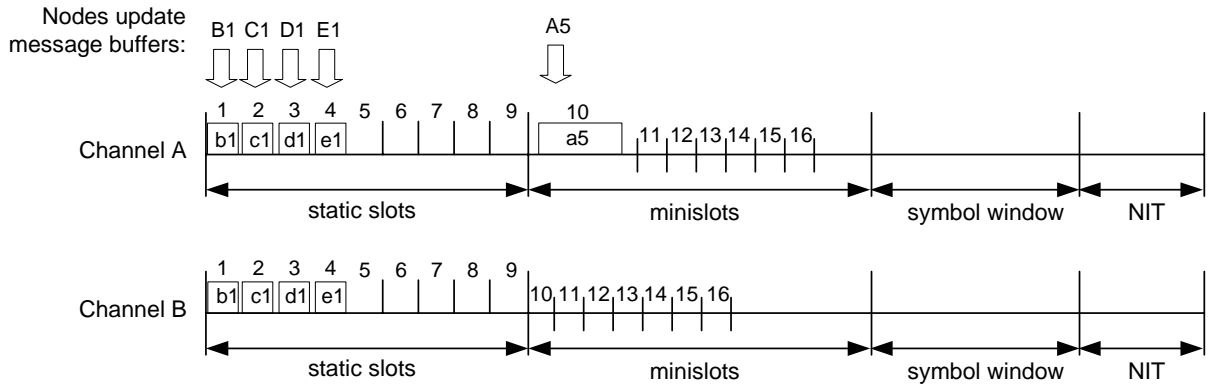 Nodes update
message buffers:
B1 C1 D1 E1 A5
1 2 3 4 5 6 7 8 9 10
Channel A
b1 c1 d1 e1 a5
11 12 13 14 15 16
static slots minislots symbol window NIT
1 2 3 4 5 6 7 8 9
Channel B
b1 c1 d1 e1
10 11 12 13 14 15 16
static slots minislots symbol window NIT